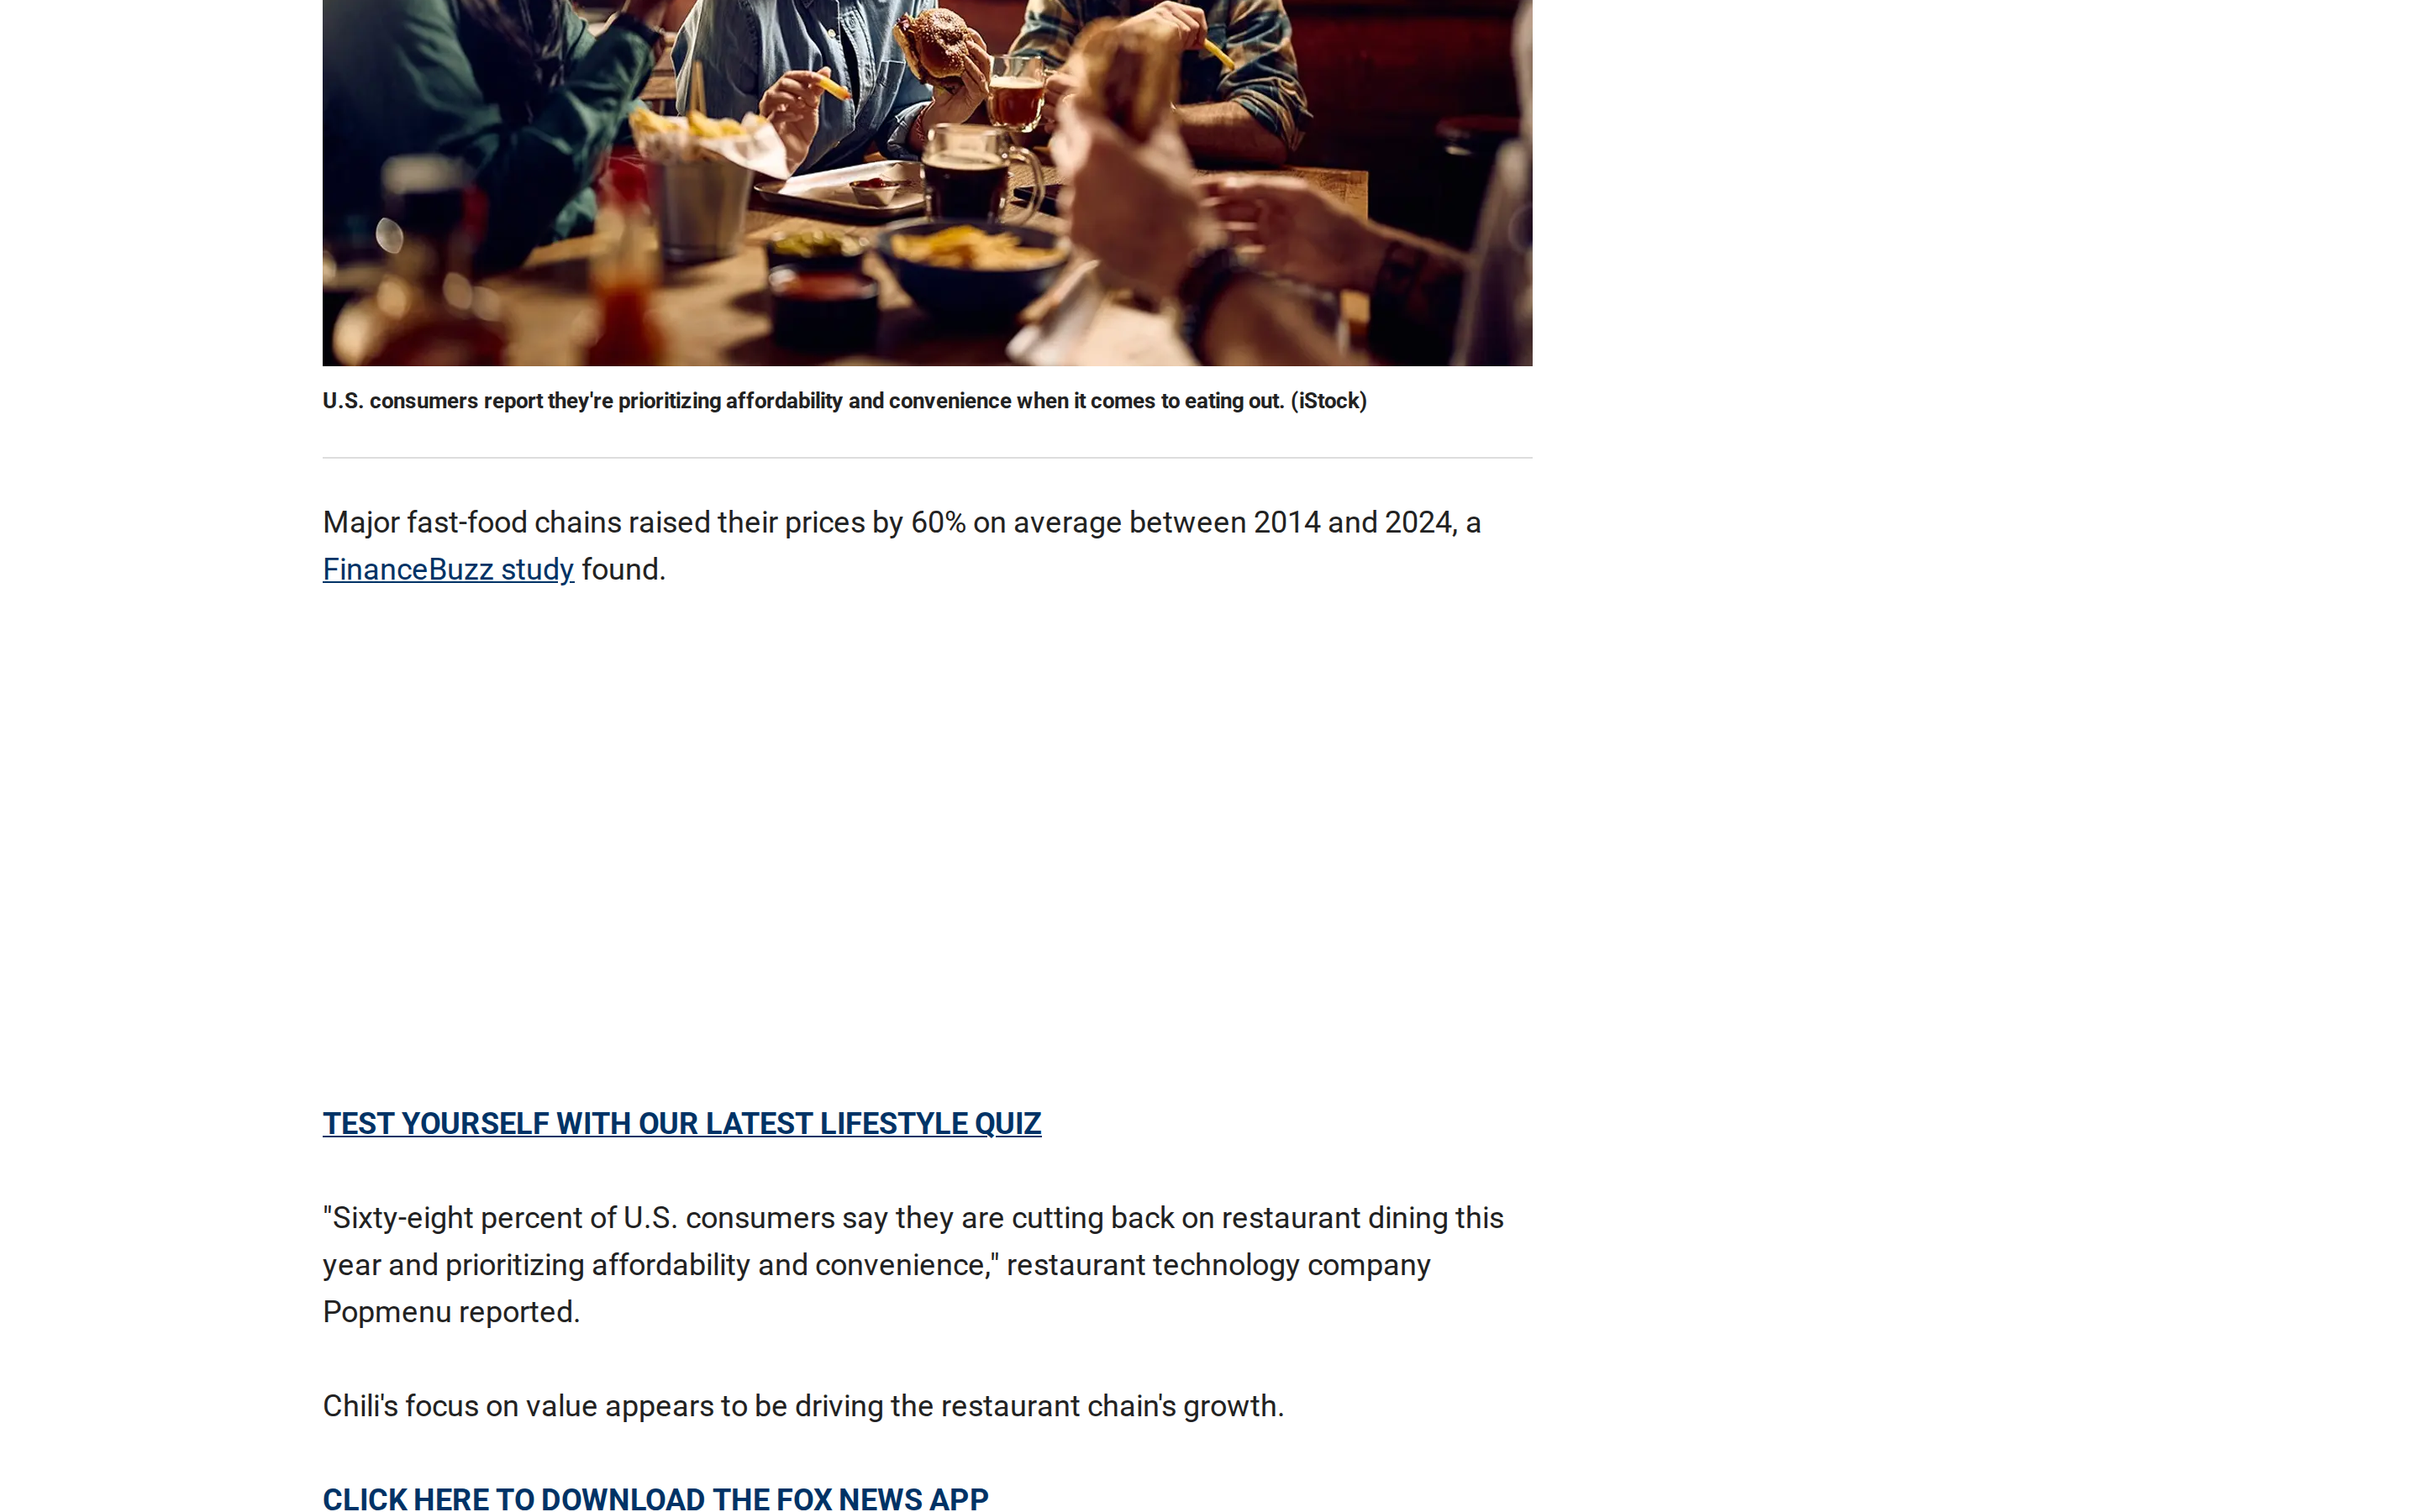 U.S. consumers report they're prioritizing affordability and convenience when it comes to eating out. (iStock)
Major fast-food chains raised their prices by 60% on average between 2014 and 2024, a
FinanceBuzz study found.
TEST YOURSELF WITH OUR LATEST LIFESTYLE QUIZ
"Sixty-eight percent of U.S. consumers say they are cutting back on restaurant dining this
year and prioritizing affordability and convenience," restaurant technology company
Popmenu reported.
Chili's focus on value appears to be driving the restaurant chain's growth.
CLICK HERE TO DOWNLOAD THE FOX NEWS APP